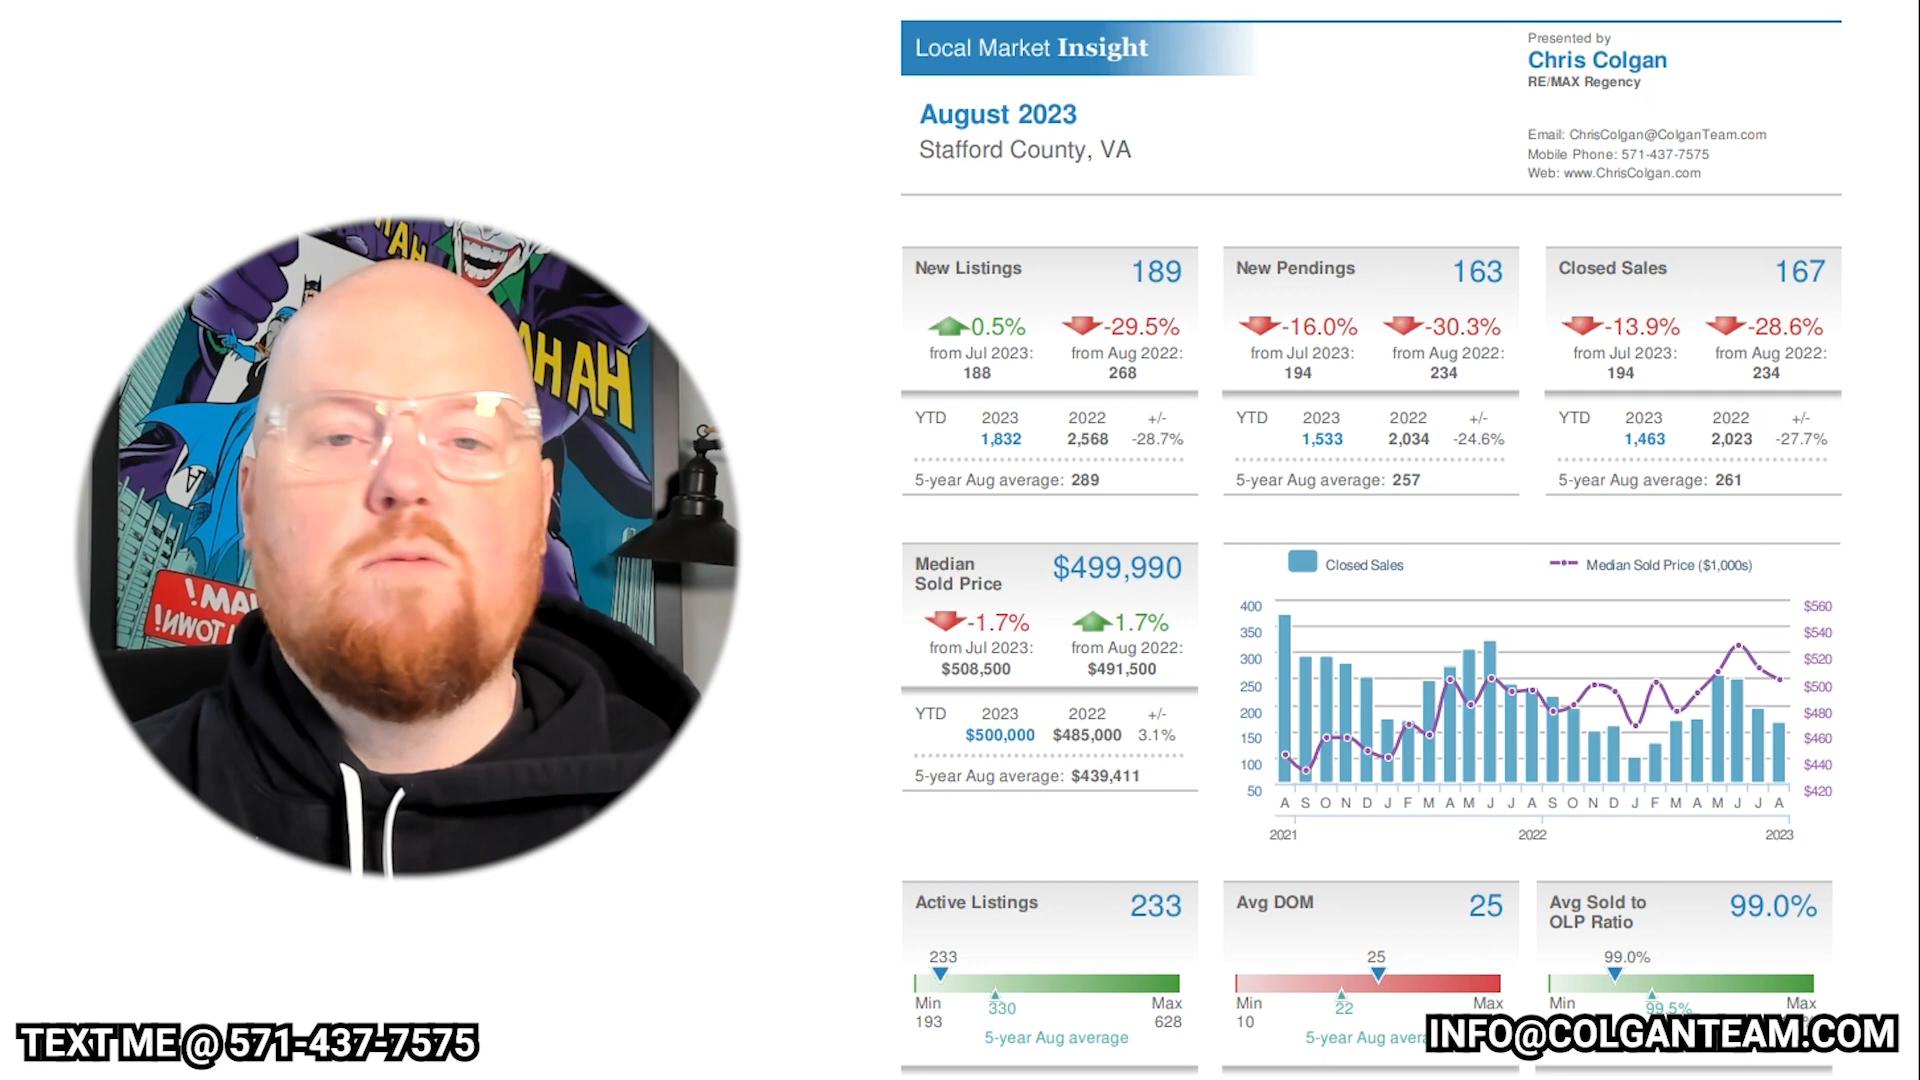 Local Market Insight
Presented by
Chris Colgan
RE/MAX Regency
August 2023
Stafford County, VA
Email: ChrisColgan@ColganTeam.com
Mobile Phone: 571-437-7575
Web: www.ChrisColgan.com
New Listings 189
0.5% -29.5%
from Jul 2023: from Aug 2022:
188 268
YTD 2023 2022 +/-
1,832 2,568 -28.7%
5-year Aug average: 289
New Pendings 163
-16.0% -30.3%
from Jul 2023: from Aug 2022:
194 234
YTD 2023 2022 +/-
1,533 2,034 -24.6%
5-year Aug average: 257
Closed Sales 167
-13.9% -28.6%
from Jul 2023: from Aug 2022:
194 234
YTD 2023 2022 +/-
1,463 2,023 -27.7%
5-year Aug average: 261
Median
Sold Price $499,990
-1.7% 1.7%
from Jul 2023: from Aug 2022:
$508,500 $491,500
YTD 2023 2022 +/-
$500,000 $485,000 3.1%
5-year Aug average: $439,411
Closed Sales Median Sold Price ($1,000s)
400 $560
350 $540
300 $520
250 $500
200 $480
150 $460
100 $440
50 $420
A S O N D J F M A M J J A S O N D J F M A M J J A
2021 2022 2023
Active Listings 233
233
Min Max
330
193 628
5-year Aug average
Avg DOM 25
25
Min Max
22
10
5-year Aug
Avg Sold to
OLP Ratio 99.0%
99.0%
Min Max
99.5%
HAH
AH AH
TEXT ME @ 571-437-7575
INFO@COLGANTEAM.COM